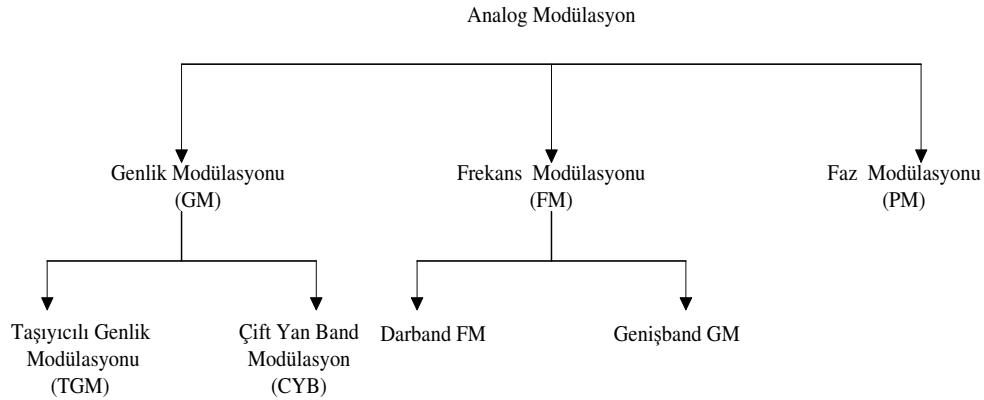 Analog Modülasyon
Genlik Modülasyonu
(GM)
Frekans Modülasyonu
(FM)
Faz Modülasyonu
(PM)
Taşıyıcılı Genlik
Modülasyonu
(TGM)
Çift Yan Band
Modülasyon
(CYB)
Darband FM
Genişband GM